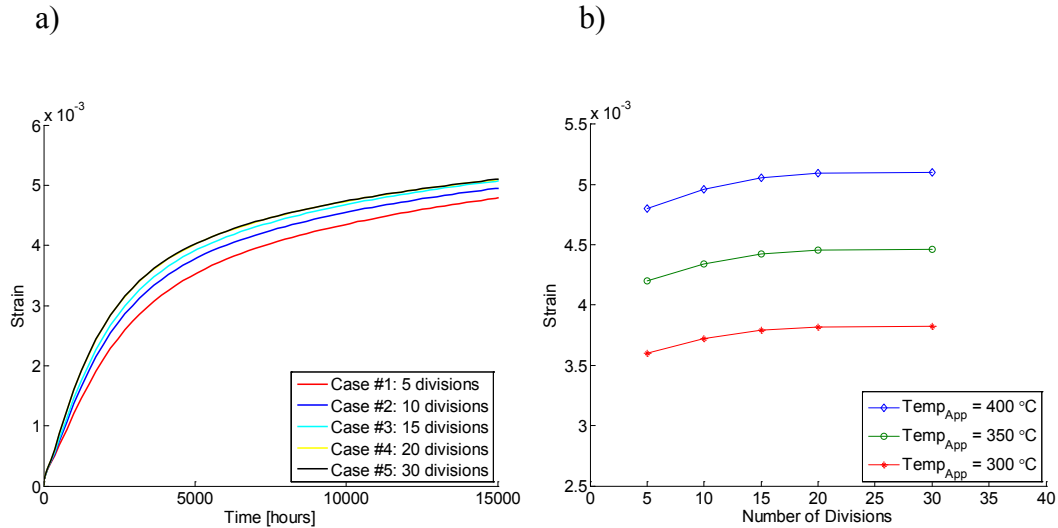 a)
x 10⁻³
6
5
4
3
2
1
0
Strain
0 5000 10000 15000
Time [hours]
Case #1: 5 divisions
Case #2: 10 divisions
Case #3: 15 divisions
Case #4: 20 divisions
Case #5: 30 divisions
b)
x 10⁻³
5.5
5
4.5
4
3.5
3
2.5
Strain
0 5 10 15 20 25 30 35 40
Number of Divisions
Temp_App = 400 °C
Temp_App = 350 °C
Temp_App = 300 °C